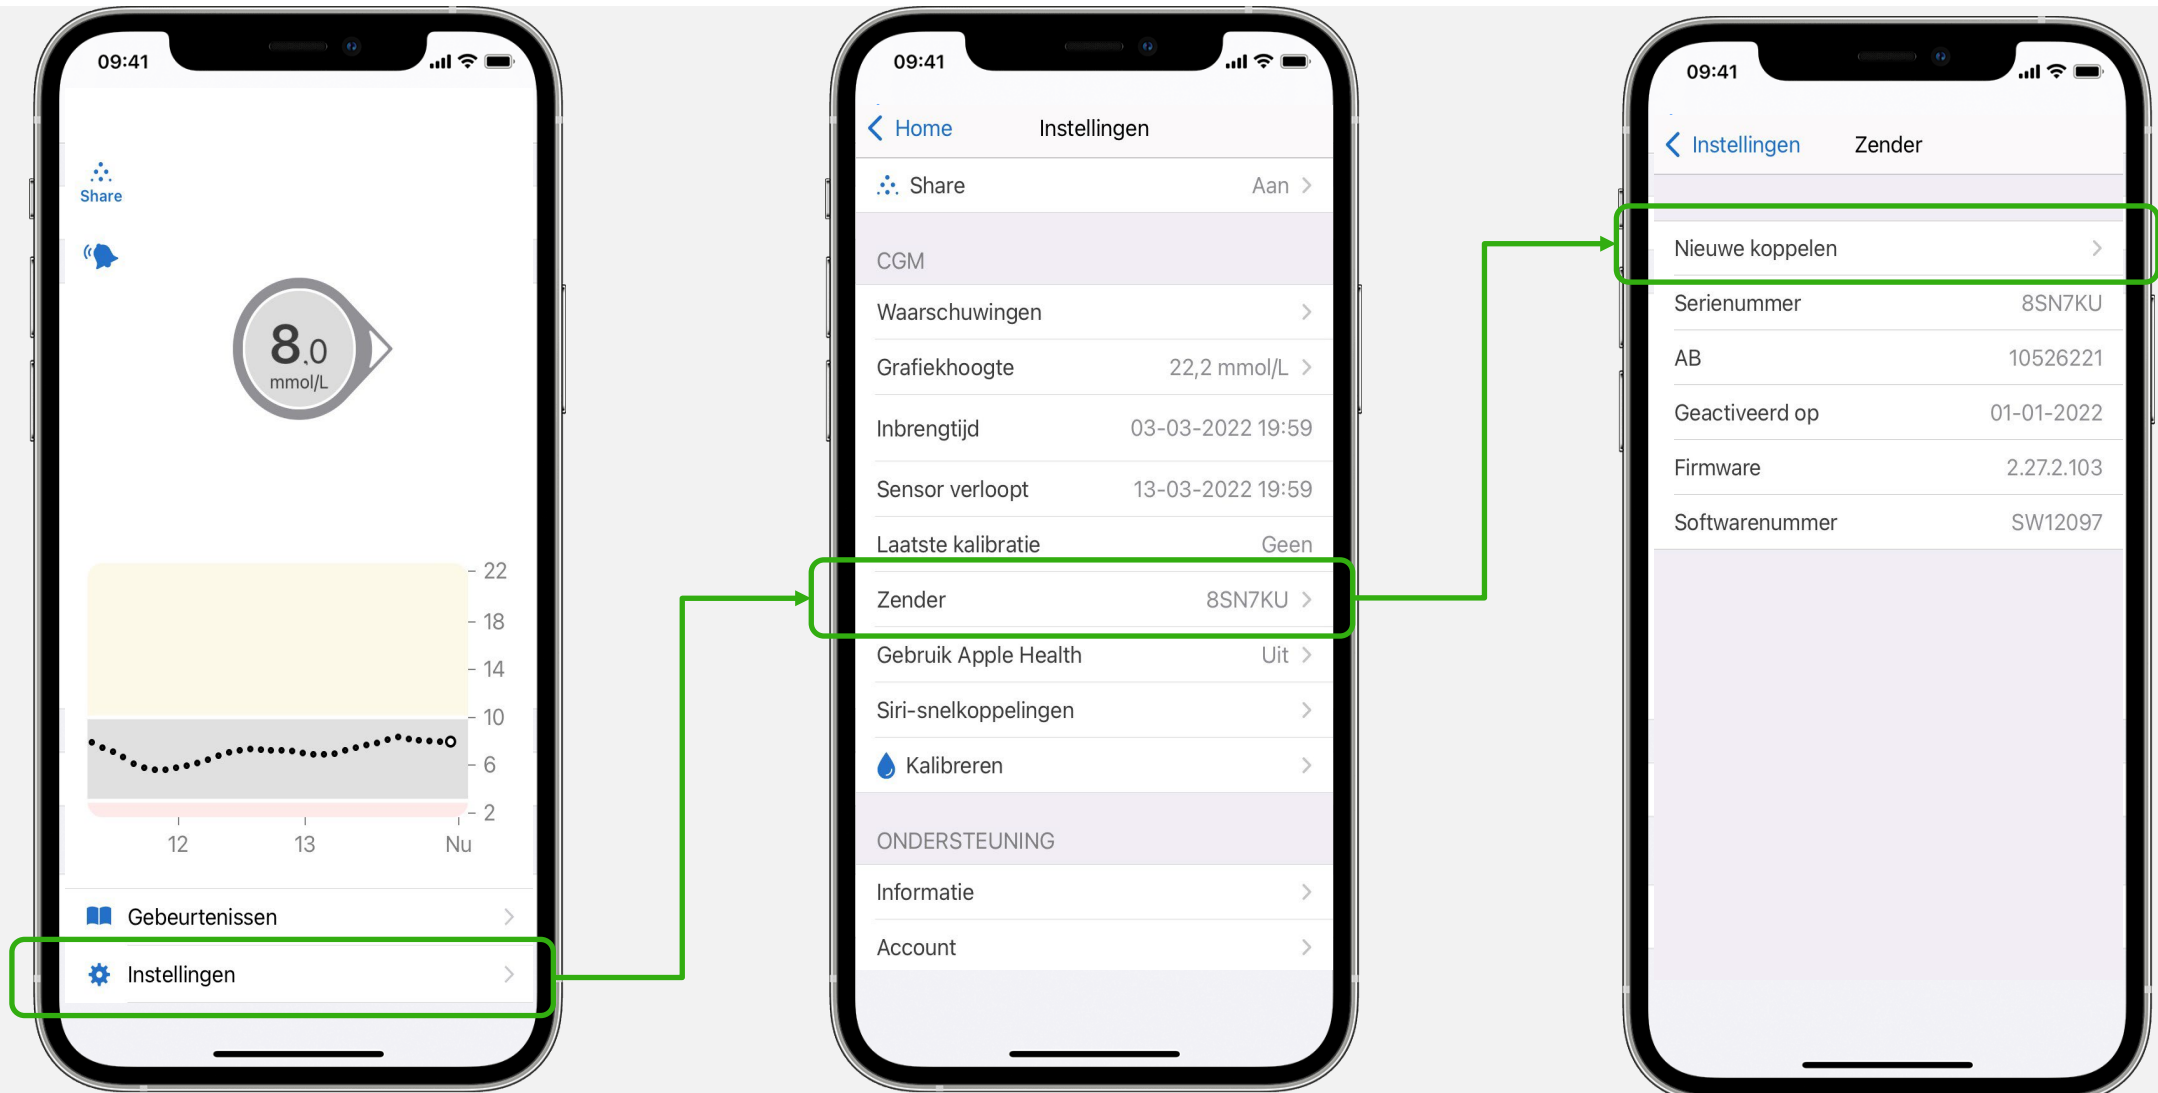 09:41
Share
8.0
mmol/L
22
18
14
10
6
2
12 13 Nu
Gebeurtenissen
Instellingen
09:41
Home Instellingen
Share Aan
CGM
Waarschuwingen
Grafiekhoogte 22,2 mmol/L
Inbrengtijd 03-03-2022 19:59
Sensor verloopt 13-03-2022 19:59
Laatste kalibratie Geen
Zender 8SN7KU
Gebruik Apple Health Uit
Siri-snelkoppelingen
Kalibreren
ONDERSTEUNING
Informatie
Account
09:41
Instellingen Zender
Nieuwe koppelen
Serienummer 8SN7KU
AB 10526221
Geactiveerd op 01-01-2022
Firmware 2.27.2.103
Softwarenummer SW12097